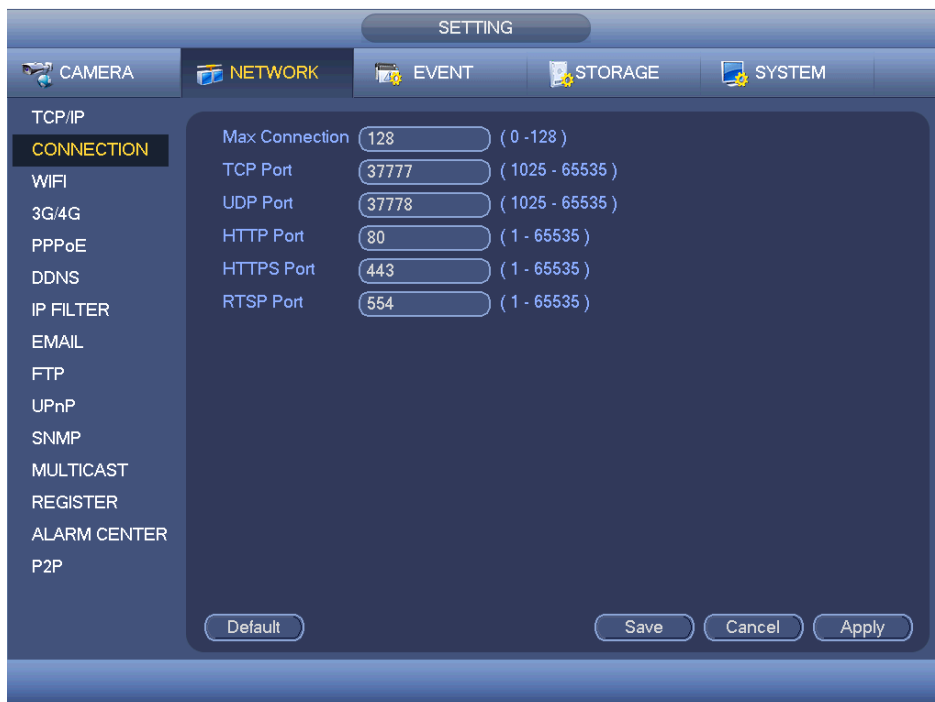 SETTING
CAMERA NETWORK EVENT STORAGE SYSTEM
TCP/IP
CONNECTION
WIFI
3G/4G
PPPoE
DDNS
IP FILTER
EMAIL
FTP
UPnP
SNMP
MULTICAST
REGISTER
ALARM CENTER
P2P
Max Connection 128 ( 0 -128 )
TCP Port 37777 ( 1025 - 65535 )
UDP Port 37778 ( 1025 - 65535 )
HTTP Port 80 ( 1 - 65535 )
HTTPS Port 443 ( 1 - 65535 )
RTSP Port 554 ( 1 - 65535 )
Default Save Cancel Apply